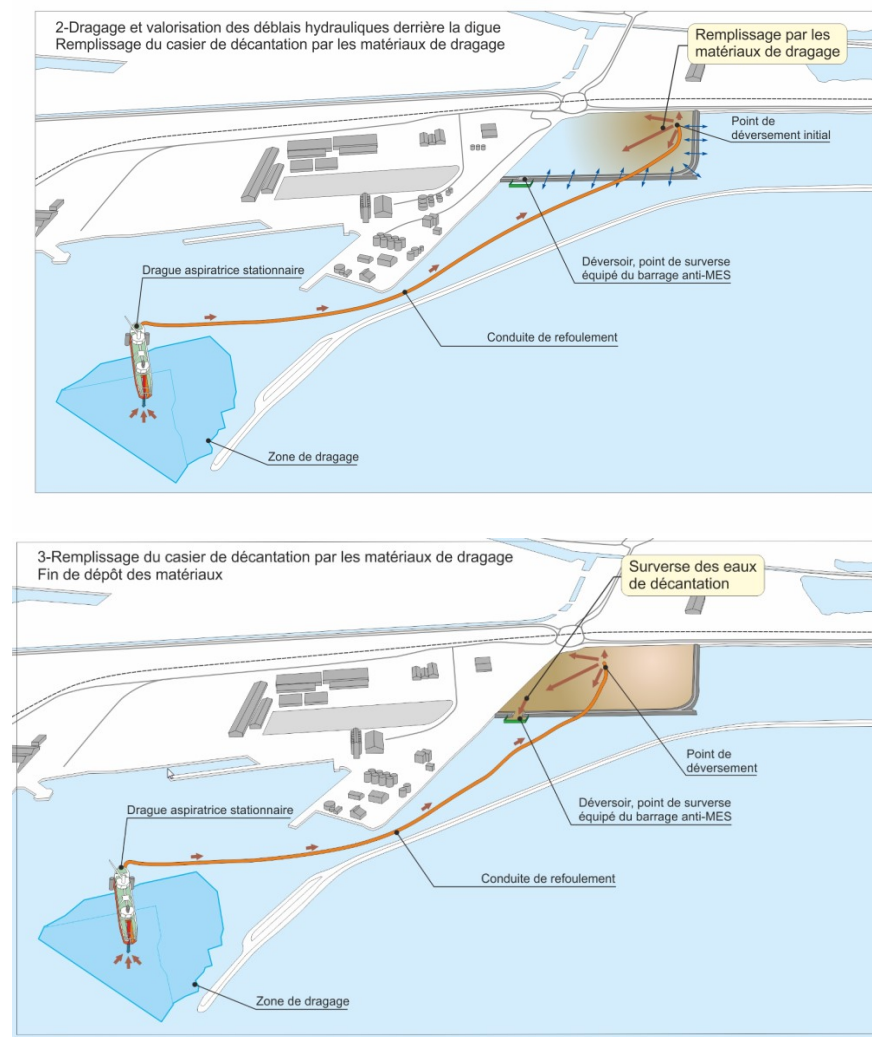 2-Dragage et valorisation des déblais hydrauliques derrière la digue
Remplissage du casier de décantation par les matériaux de dragage
Remplissage par les
matériaux de dragage
Point de
déversement initial
Drague aspiratrice stationnaire
Déversoir, point de surverse
équipé du barrage anti-MES
Conduite de refoulement
Zone de dragage
3-Remplissage du casier de décantation par les matériaux de dragage
Fin de dépôt des matériaux
Surverse des eaux
de décantation
Point de
déversement
Drague aspiratrice stationnaire
Déversoir, point de surverse
équipé du barrage anti-MES
Conduite de refoulement
Zone de dragage